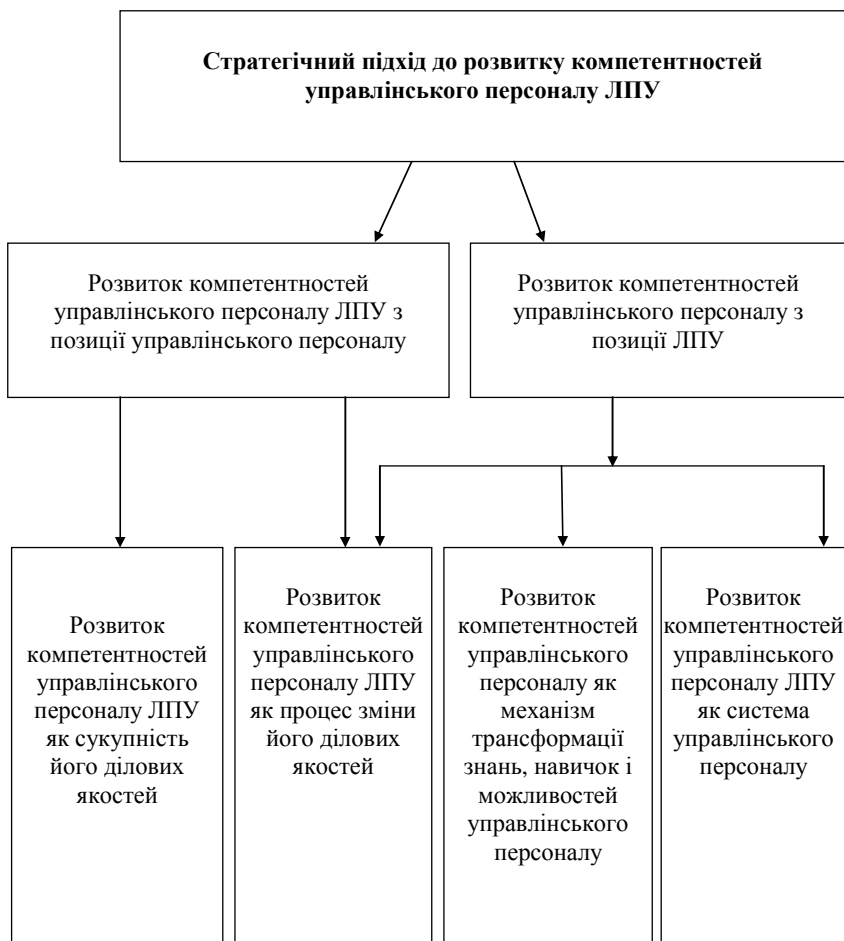 Стратегічний підхід до розвитку компетентностей
управлінського персоналу ЛПУ
Розвиток компетентностей
управлінського персоналу ЛПУ з
позиції управлінського персоналу
Розвиток компетентностей
управлінського персоналу з
позиції ЛПУ
Розвиток
компетентностей
управлінського
персоналу ЛПУ
як сукупність
його ділових
якостей
Розвиток
компетентностей
управлінського
персоналу ЛПУ
як процес зміни
його ділових
якостей
Розвиток
компетентностей
управлінського
персоналу як
механізм
трансформації
знань, навичок і
можливостей
управлінського
персоналу
Розвиток
компетентностей
управлінського
персоналу ЛПУ
як система
управлінського
персоналу